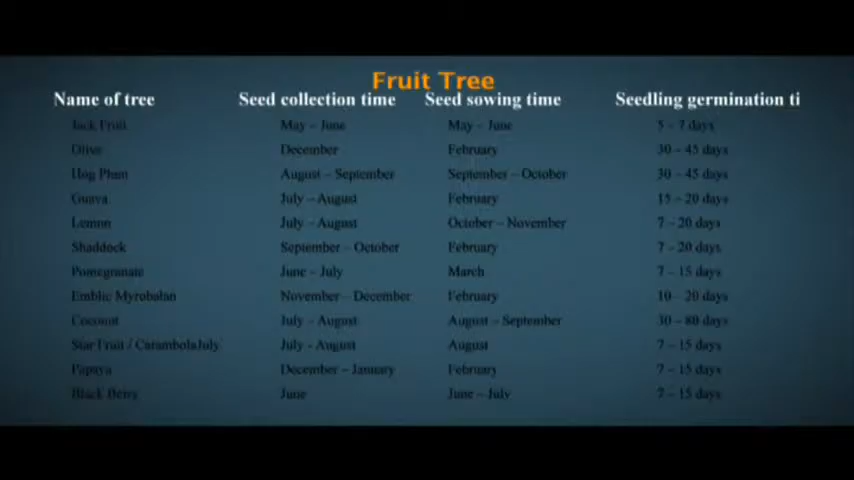 Fruit Tree
Name of tree Seed collection time Seed sowing time Seedling germination ti
Jack Fruit May – June May – June 5 – 7 days
Olive December February 30 – 45 days
Hog Plum August – September September – October 30 – 45 days
Guava July – August February 15 – 20 days
Lemon July – August October – November 7 – 20 days
Shaddock September – October February 7 – 20 days
Pomegranate June – July March 7 – 15 days
Emblic Myrobalan November – December February 10 – 20 days
Coconut July – August August – September 30 – 80 days
Star Fruit / CarambolaJuly July - August August 7 – 15 days
Papaya December – January February 7 – 15 days
Black Berry June June – July 7 – 15 days